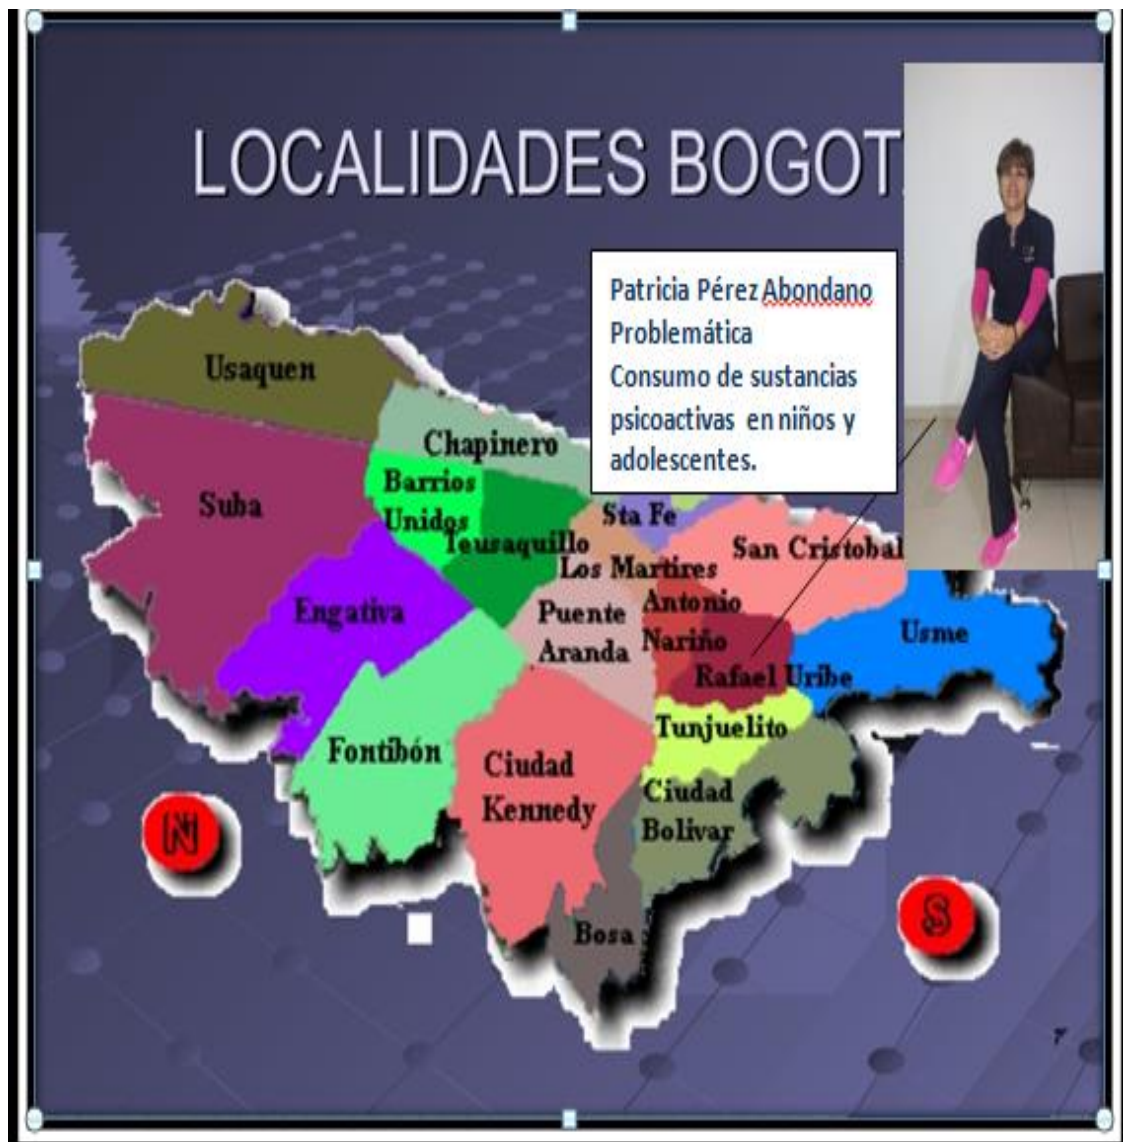 LOCALIDADES BOGOT
Patricia Pérez Abondano
Problemática
Consumo de sustancias
psicoactivas en niños y
adolescentes.
Usaquen
Chapinero
Suba
Barrios
Unidos
Teusaquillo
Sta Fe
San Cristobal
Los Martires
Engativa
Puente
Aranda
Antonio
Nariño
Usme
Rafael Uribe
Fontibón
Ciudad
Kennedy
Tunjuelito
Ciudad
Bolivar
Bosa
N
S